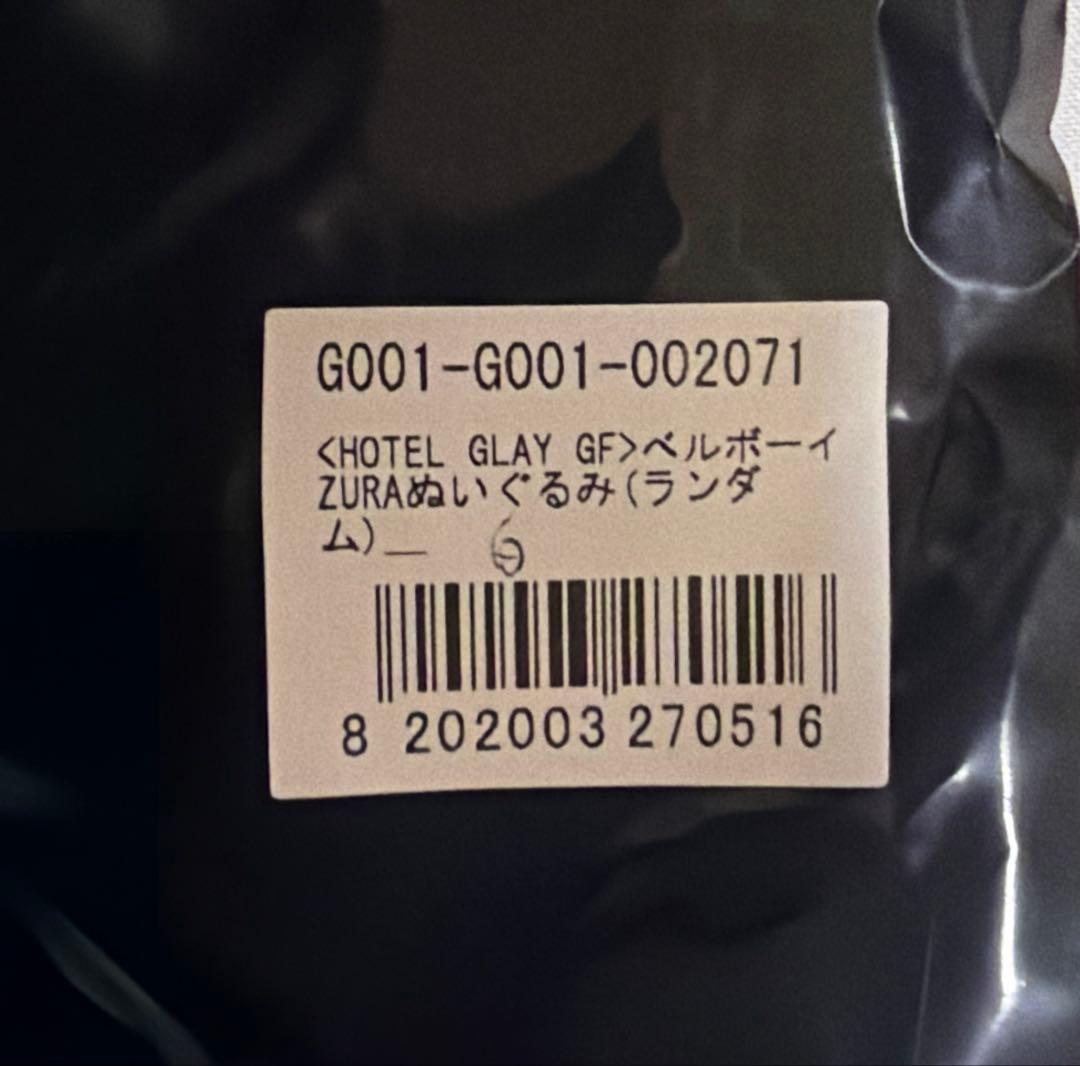 G001-G001-002071
<HOTEL GLAY GF>ベルボーイ
ZURAぬいぐるみ(ランダ
ム)_
8 202003 270516